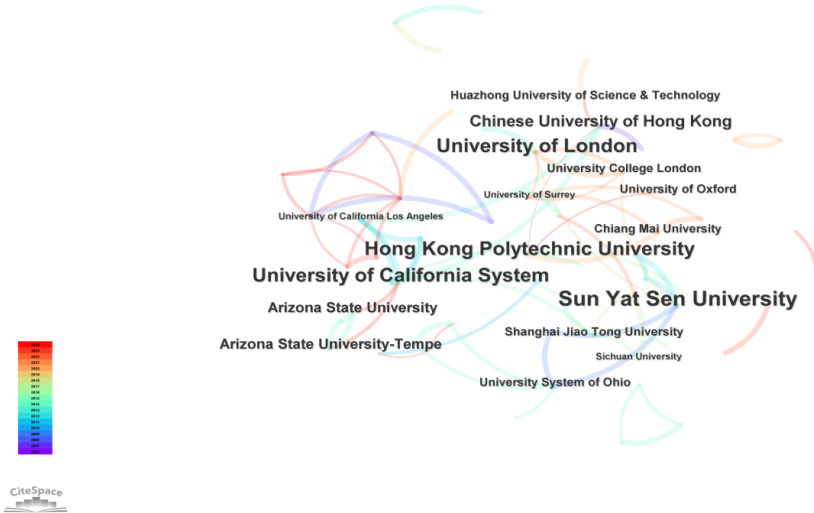 Huazhong University of Science & Technology
Chinese University of Hong Kong
University of London
University College London
University of Surrey
University of Oxford
University of California Los Angeles
Chiang Mai University
Hong Kong Polytechnic University
University of California System
Sun Yat Sen University
Arizona State University
Shanghai Jiao Tong University
Arizona State University-Tempe
Sichuan University
University System of Ohio
CiteSpace